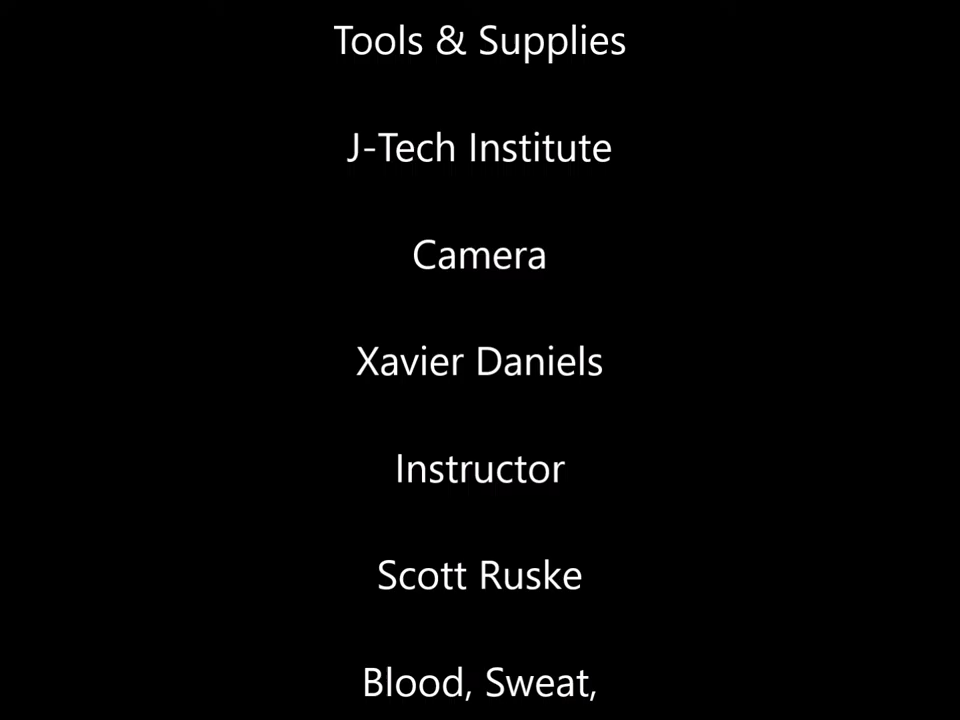 Tools & Supplies
J-Tech Institute
Camera
Xavier Daniels
Instructor
Scott Ruske
Blood, Sweat,